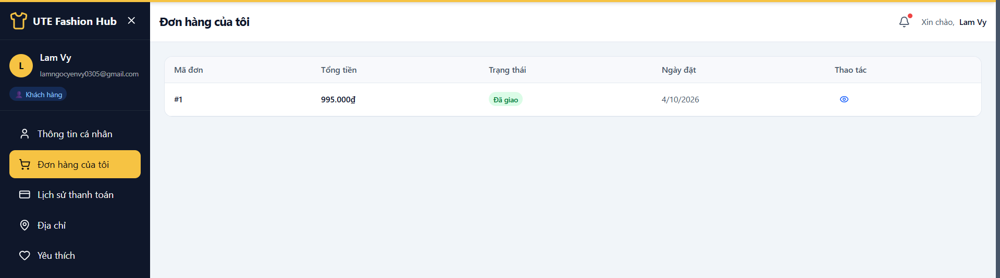 UTE Fashion Hub
Đơn hàng của tôi
Xin chào, Lam Vy
L
Lam Vy
lamngocyenvy0305@gmail.com
Khách hàng
Thông tin cá nhân
Đơn hàng của tôi
Lịch sử thanh toán
Địa chỉ
Yêu thích
Mã đơn Tổng tiền Trạng thái Ngày đặt Thao tác
#1 995.000₫ Đã giao 4/10/2026